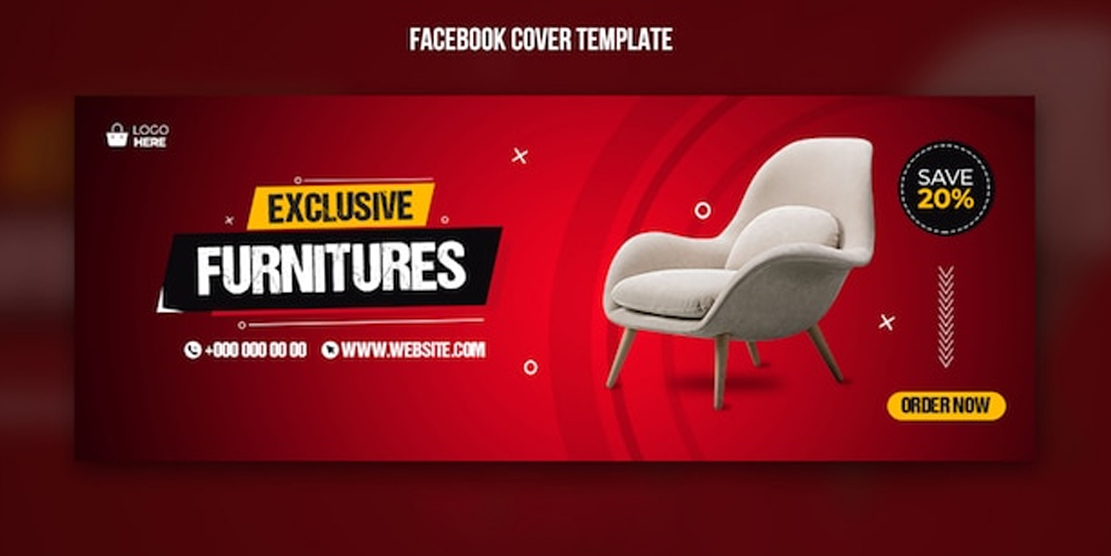 FACEBOOK COVER TEMPLATE
LOGO
HERE
EXCLUSIVE
FURNITURES
+000 000 00 00 WWW.WEBSITE.COM
SAVE
20%
ORDER NOW